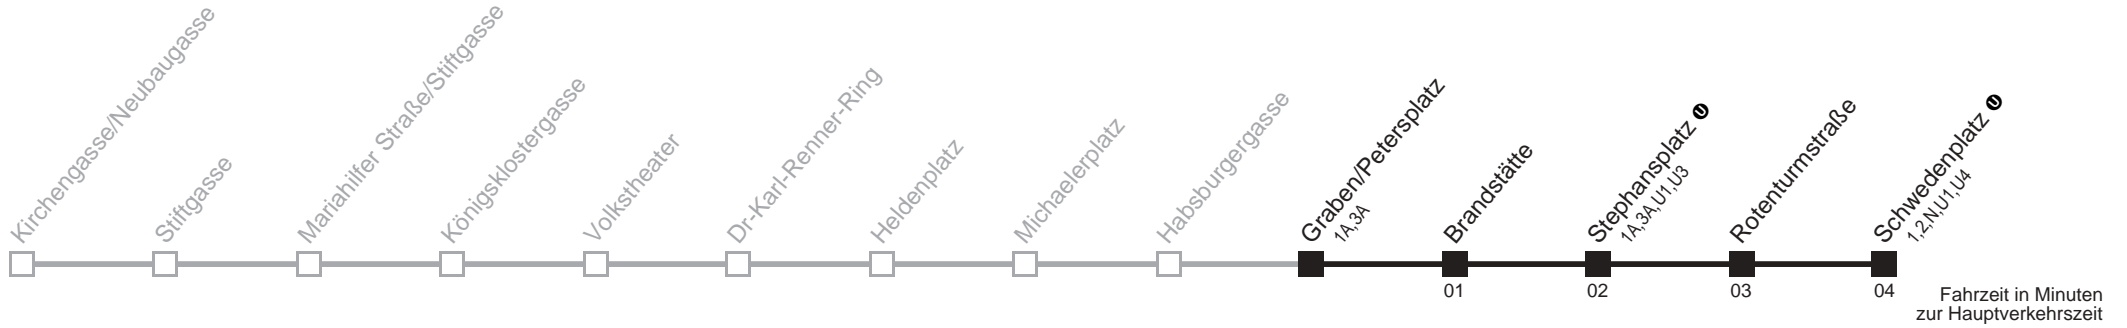 Kirchengasse/Neubaugasse
Stiftgasse
Mariahilfer Straße/Stiftgasse
Königsklostergasse
Volkstheater
Dr-Karl-Renner-Ring
Heldenplatz
Michaelerplatz
Habsburgergasse
Graben/Petersplatz
1A,3A
Brandstätte
Stephansplatz U
1A,3A,U1,U3
Rotenturmstraße
Schwedenplatz U
1,2,N,U1,U4
01 02 03 04
Fahrzeit in Minuten
zur Hauptverkehrszeit